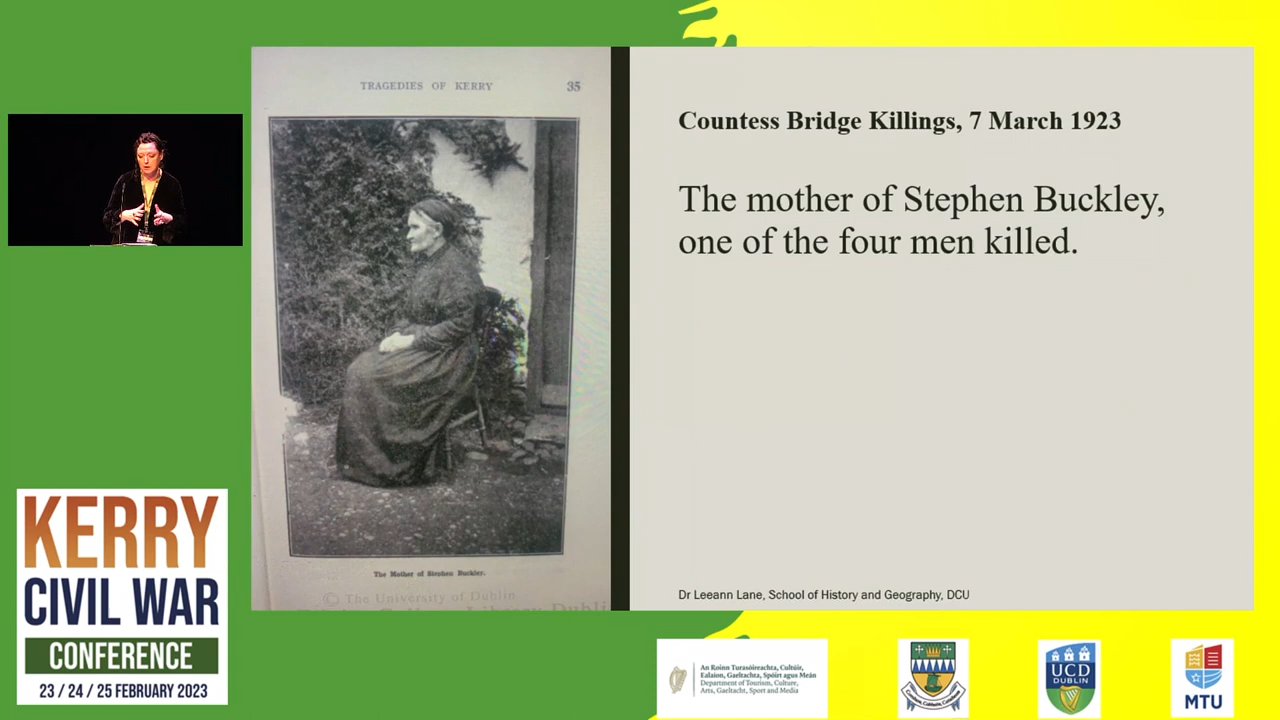 TRAGEDIES OF KERRY 35
The Mother of Stephen Buckley.
© The University of Dublin
Countess Bridge Killings, 7 March 1923
The mother of Stephen Buckley,
one of the four men killed.
Dr Leeann Lane, School of History and Geography, DCU
KERRY
CIVIL WAR
CONFERENCE
23 / 24 / 25 FEBRUARY 2023
An Roinn Turasóireachta, Cultúir,
Ealaíon, Gaeltachta, Spóirt agus Meán
Department of Tourism, Culture,
Arts, Gaeltacht, Sport and Media
UCD
DUBLIN
MTU